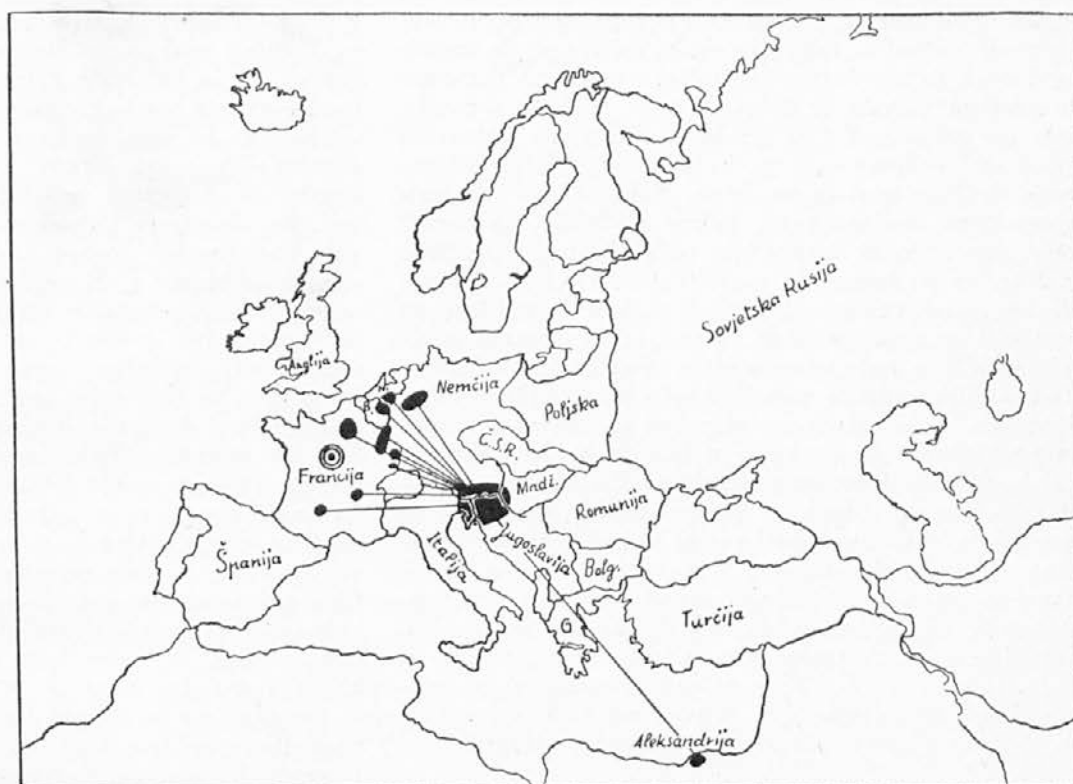 Sovjetska Rusija
Anglija
N.
Nemčija
B.
Poljska
Č.S.R.
Francija
Madž.
Romunija
Jugoslavija
Italija
Španija
Bolg.
Turčija
G
Aleksandrija